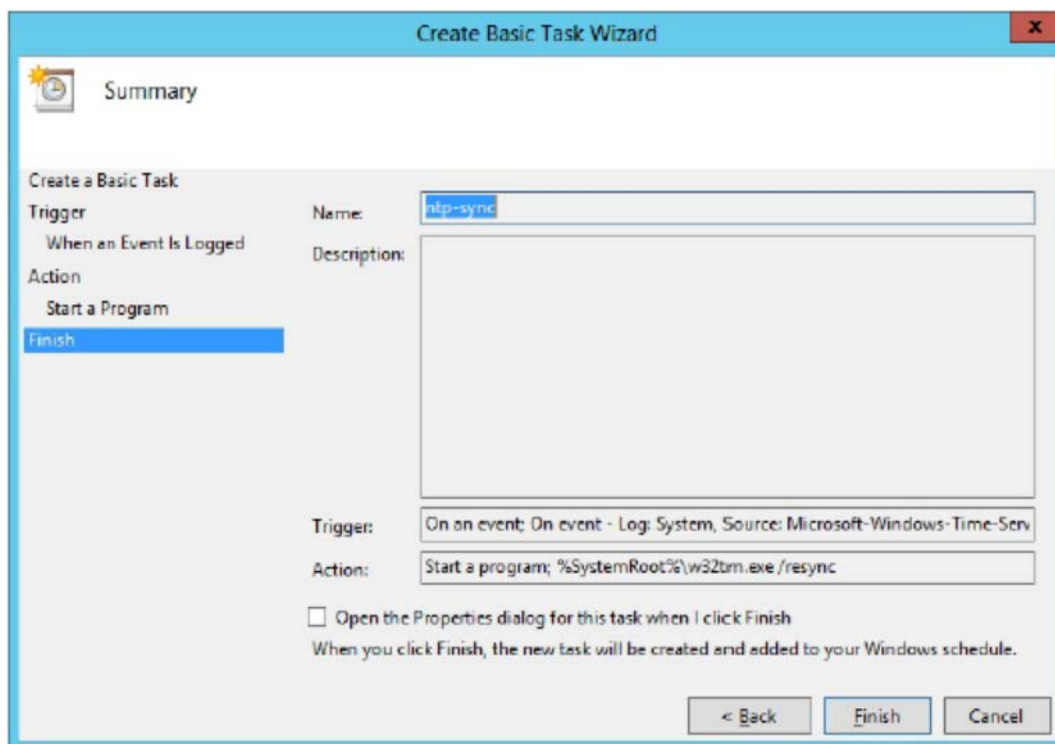 Create Basic Task Wizard
x
Summary
Create a Basic Task
Trigger
When an Event Is Logged
Action
Start a Program
Finish
Name:
ntp-sync
Description:
Trigger:
On an event; On event - Log: System, Source: Microsoft-Windows-Time-Serv
Action:
Start a program; %SystemRoot%\w32tm.exe /resync
Open the Properties dialog for this task when I click Finish
When you click Finish, the new task will be created and added to your Windows schedule.
< Back
Finish
Cancel